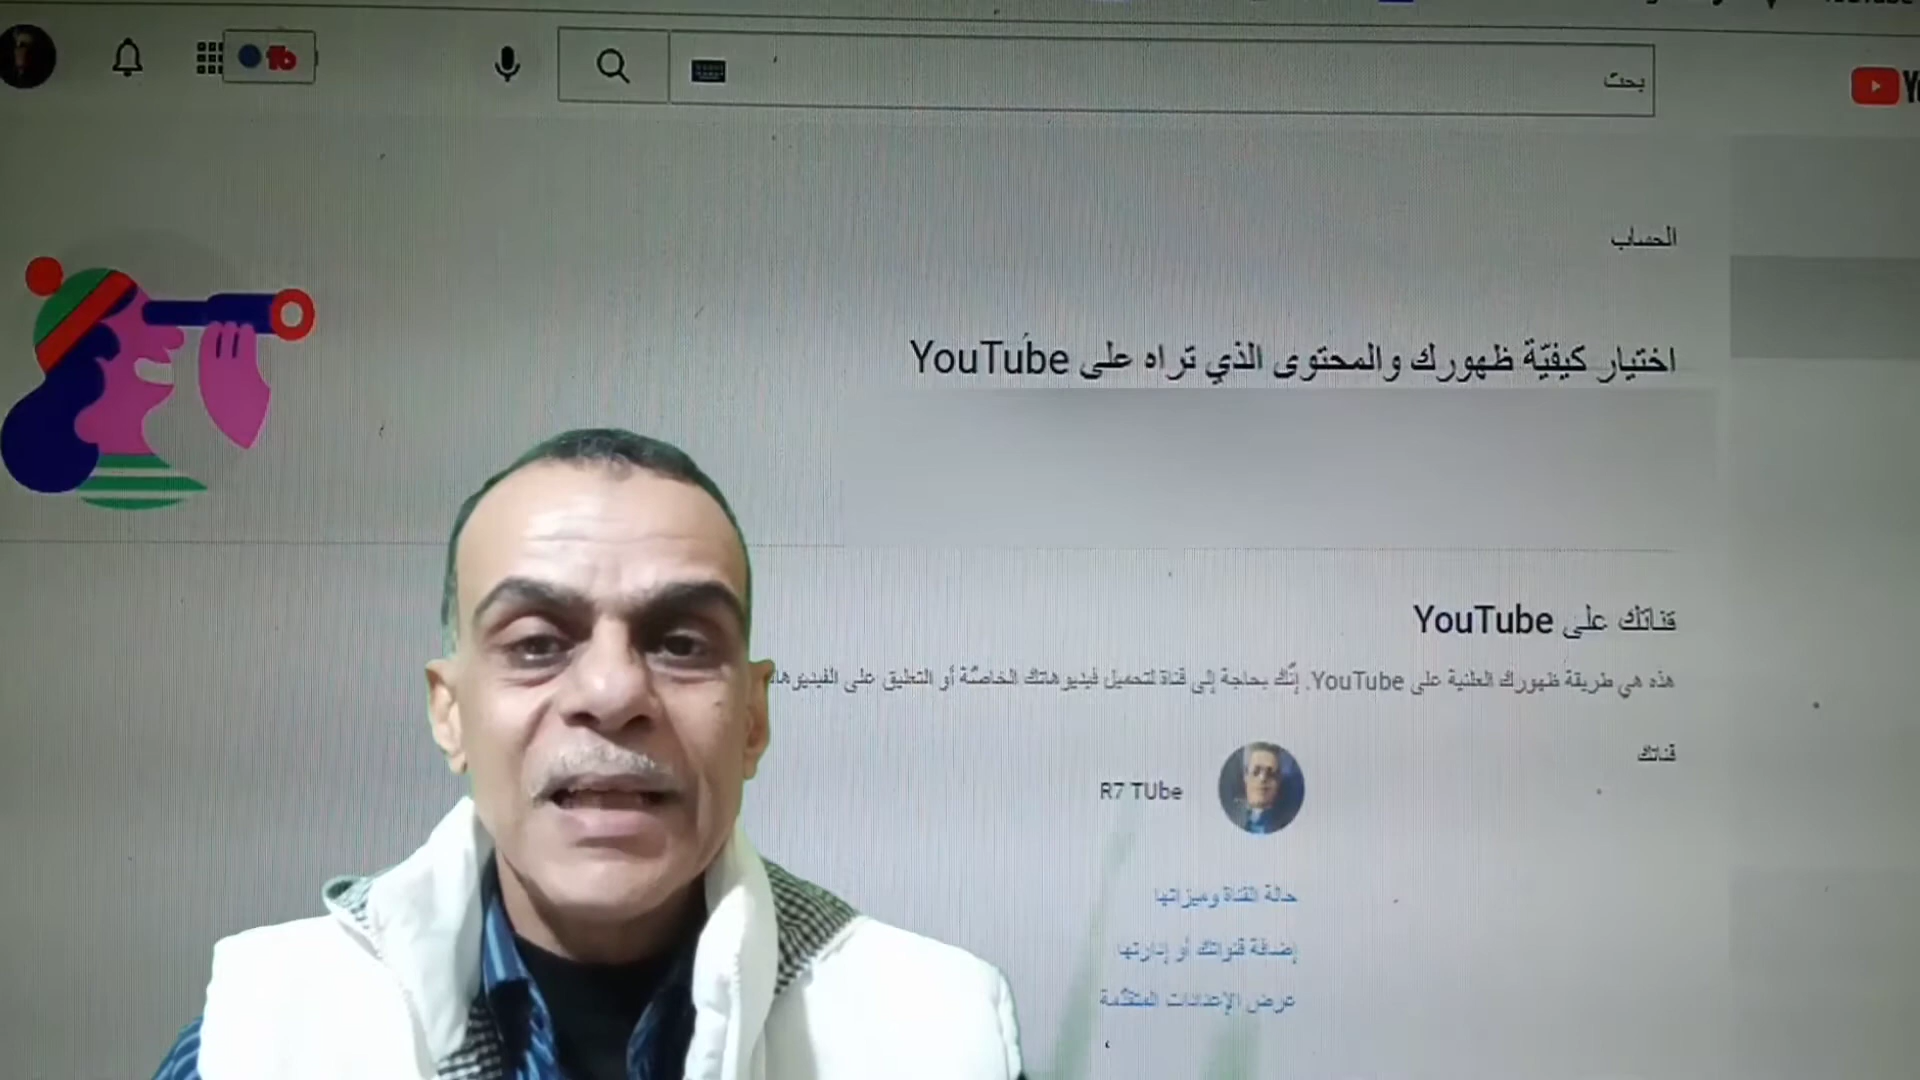 بحث
الحساب
اختيار كيفيّة ظهورك والمحتوى الذي تراه على YouTube
قناتك على YouTube
هذه هي طريقة ظهورك العلنية على YouTube. إنّك بحاجة إلى قناة لتحميل فيديوهاتك الخاصّة أو التعليق على
قناتك
R7 TUbe
حالة القناة وميزاتها
إضافة قنواتك أو إدارتها
عرض الإعدادات المتقدّمة